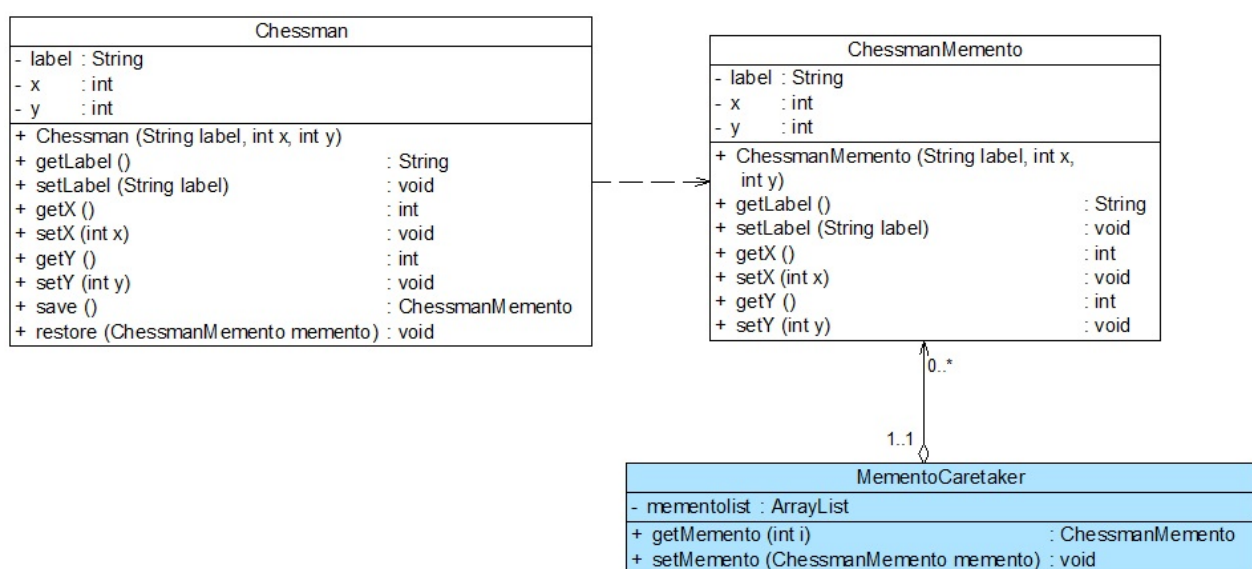 Chessman
- label : String
- x : int
- y : int
+ Chessman (String label, int x, int y)
+ getLabel () : String
+ setLabel (String label) : void
+ getX () : int
+ setX (int x) : void
+ getY () : int
+ setY (int y) : void
+ save () : ChessmanMemento
+ restore (ChessmanMemento memento) : void
ChessmanMemento
- label : String
- x : int
- y : int
+ ChessmanMemento (String label, int x,
int y)
+ getLabel () : String
+ setLabel (String label) : void
+ getX () : int
+ setX (int x) : void
+ getY () : int
+ setY (int y) : void
0..*
1..1
MementoCaretaker
- mementolist : ArrayList
+ getMemento (int i) : ChessmanMemento
+ setMemento (ChessmanMemento memento) : void